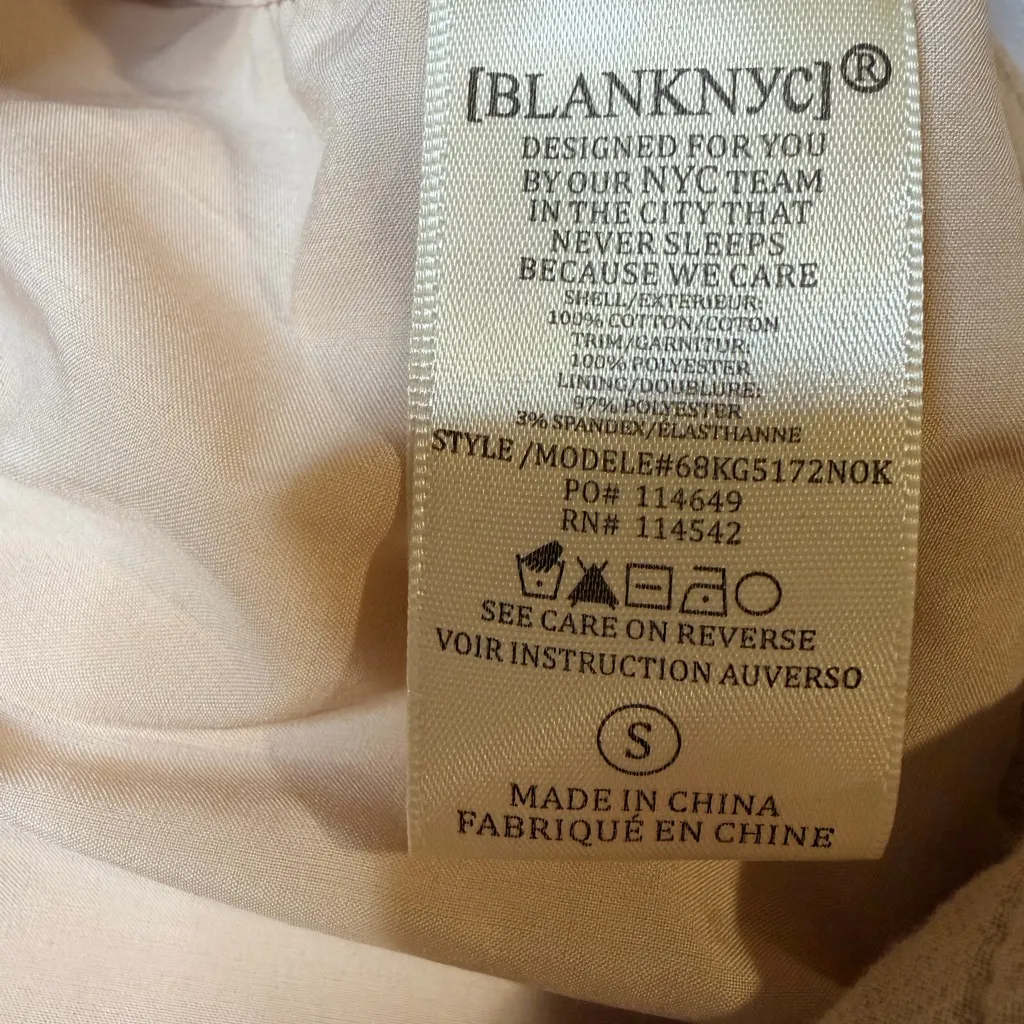 [BLANKNYC]®
DESIGNED FOR YOU
BY OUR NYC TEAM
IN THE CITY THAT
NEVER SLEEPS
BECAUSE WE CARE
SHELL/EXTERIEUR:
100% COTTON/COTON
TRIM/GARNITUR:
100% POLYESTER
LINING/DOUBLURE:
97% POLYESTER
3% SPANDEX/ÉLASTHANNE
STYLE /MODELE#68KG5172NOK
PO# 114649
RN# 114542
SEE CARE ON REVERSE
VOIR INSTRUCTION AUVERSO
S
MADE IN CHINA
FABRIQUÉ EN CHINE